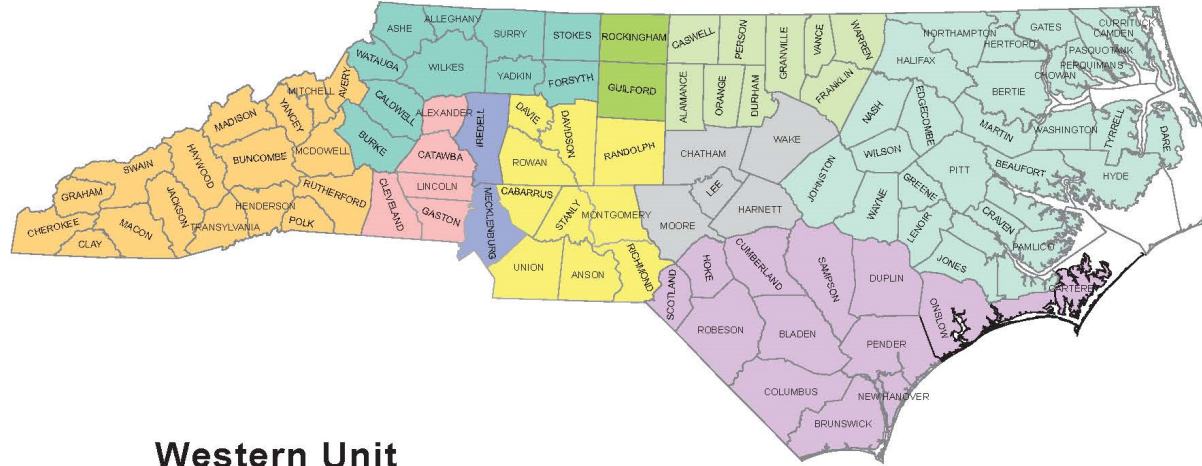 ASHE
ALLEGHANY
SURRY
STOKES
ROCKINGHAM
CASWELL
PERSON
GRANVILLE
VANCE
WARREN
NORTHAMPTON
GATES
CURRITUCK
CAMDEN
HERTFORD
PASQUOTANK
PERQUIMANS
CHOWAN
HALIFAX
WATAUGA
WILKES
YADKIN
FORSYTH
GUILFORD
ALAMANCE
ORANGE
DURHAM
FRANKLIN
BERTIE
AVERY
MITCHELL
CALDWELL
ALEXANDER
IREDELL
DAVIE
DAVIDSON
NASH
EDGECOMBE
MARTIN
WASHINGTON
TYRRELL
DARE
MADISON
YANCEY
BURKE
RANDOLPH
WAKE
CHATHAM
WILSON
PITT
BEAUFORT
HYDE
SWAIN
HAYWOOD
BUNCOMBE
MCDOWELL
CATAWBA
ROWAN
JOHNSTON
GREENE
GRAHAM
JACKSON
HENDERSON
RUTHERFORD
CLEVELAND
LINCOLN
CABARRUS
LEE
WAYNE
LENOIR
CRAVEN
CHEROKEE
CLAY
MACON
TRANSYLVANIA
POLK
GASTON
MECKLENBURG
STANLY
MONTGOMERY
MOORE
HARNETT
PAMLICO
JONES
UNION
ANSON
RICHMOND
SCOTLAND
HOKE
CUMBERLAND
SAMPSON
DUPLIN
ONSLOW
CARTERET
ROBESON
BLADEN
PENDER
COLUMBUS
NEW HANOVER
BRUNSWICK
Western Unit